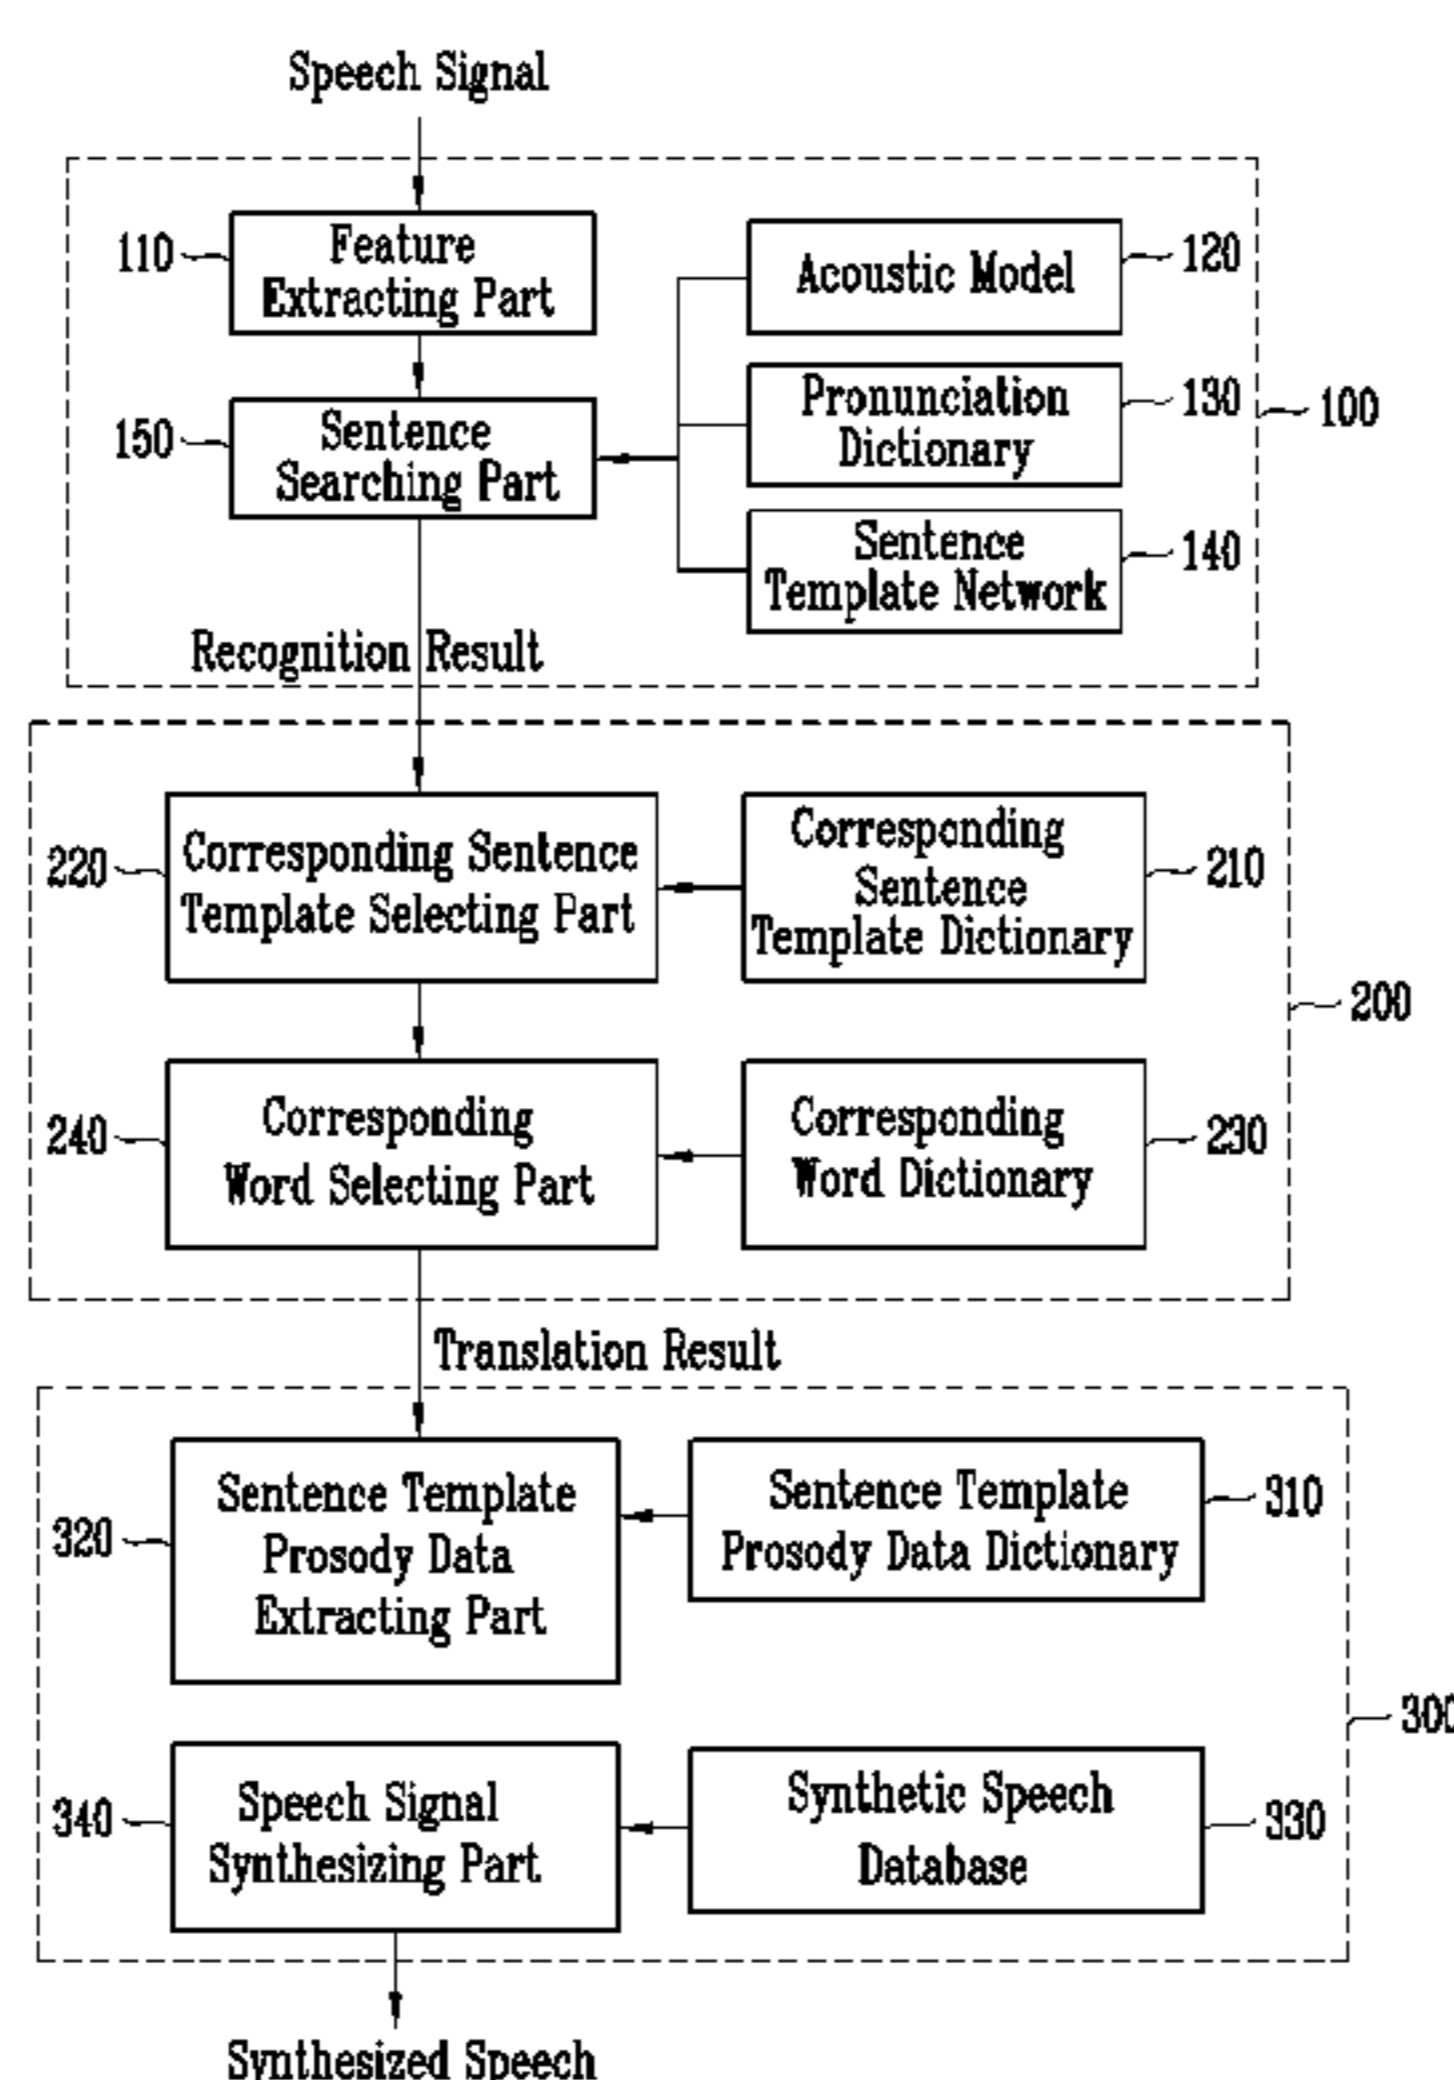 Speech Signal
110
Feature
Extracting Part
Acoustic Model
120
150
Sentence
Searching Part
Pronunciation
Dictionary
130
100
Sentence
Template Network
140
Recognition Result
220
Corresponding Sentence
Template Selecting Part
Corresponding
Sentence
Template Dictionary
210
200
240
Corresponding
Word Selecting Part
Corresponding
Word Dictionary
230
Translation Result
320
Sentence Template
Prosody Data
Extracting Part
Sentence Template
Prosody Data Dictionary
310
300
340
Speech Signal
Synthesizing Part
Synthetic Speech
Database
330
Synthesized Speech